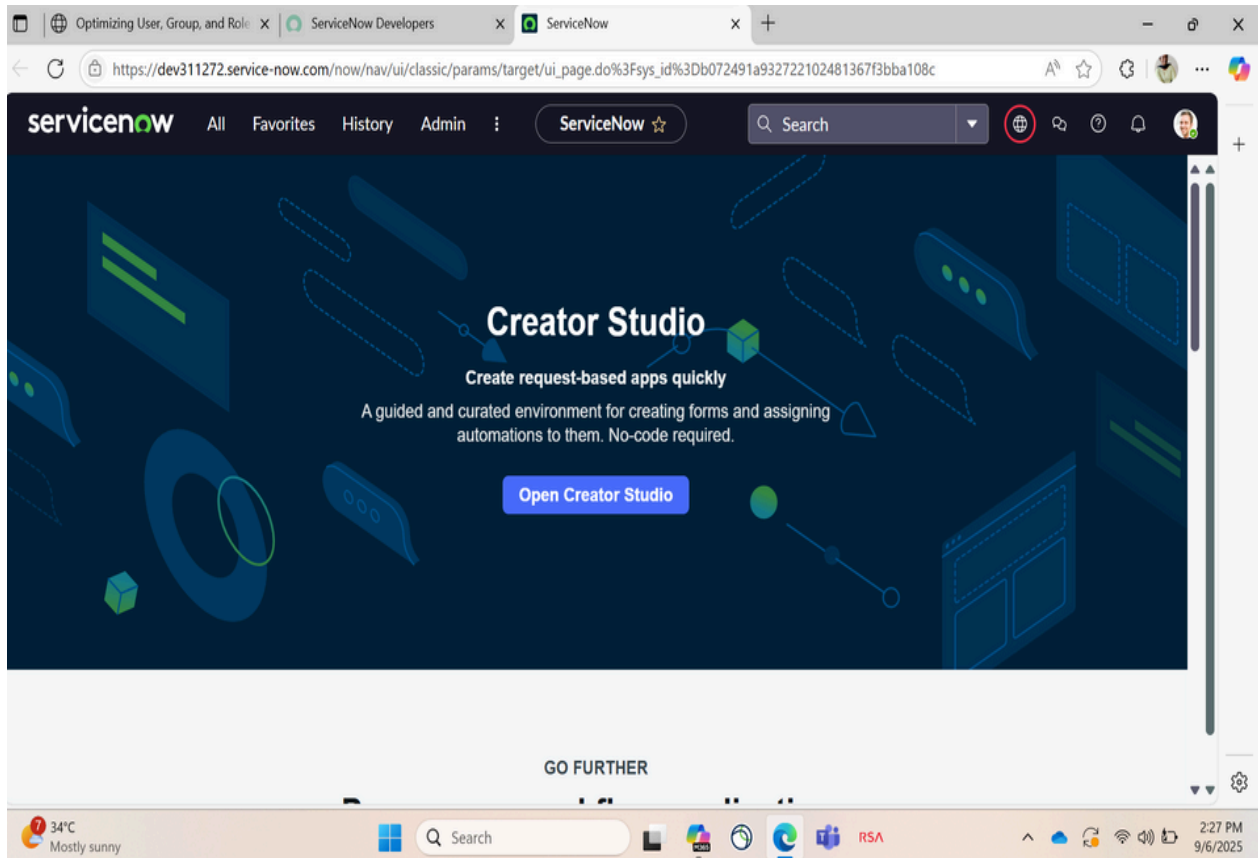 Optimizing User, Group, and Role
ServiceNow Developers
ServiceNow
https://dev311272.service-now.com/now/nav/ui/classic/params/target/ui_page.do%3Fsys_id%3Db072491a932722102481367f3bba108c
servicenow All Favorites History Admin ServiceNow Search
Creator Studio
Create request-based apps quickly
A guided and curated environment for creating forms and assigning
automations to them. No-code required.
Open Creator Studio
GO FURTHER
7 34°C
Mostly sunny
Search
RSA
2:27 PM
9/6/2025